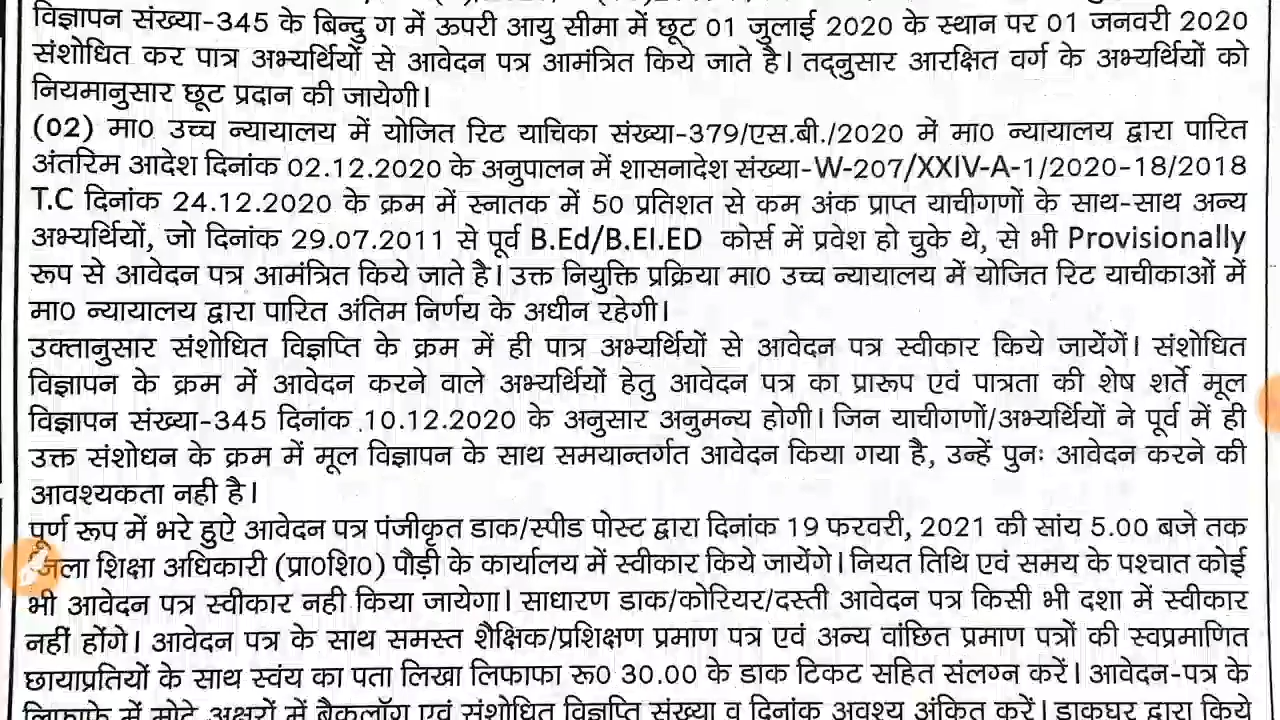 विज्ञापन संख्या-345 के बिन्दु ग में ऊपरी आयु सीमा में छूट 01 जुलाई 2020 के स्थान पर 01 जनवरी 2020
संशोधित कर पात्र अभ्यर्थियों से आवेदन पत्र आमंत्रित किये जाते है। तद्नुसार आरक्षित वर्ग के अभ्यर्थियों को
नियमानुसार छूट प्रदान की जायेगी।
(02) मा0 उच्च न्यायालय में योजित रिट याचिका संख्या-379/एस.बी./2020 में मा0 न्यायालय द्वारा पारित
अंतरिम आदेश दिनांक 02.12.2020 के अनुपालन में शासनादेश संख्या-W-207/XXIV-A-1/2020-18/2018
T.C दिनांक 24.12.2020 के क्रम में स्नातक में 50 प्रतिशत से कम अंक प्राप्त याचीगणों के साथ-साथ अन्य
अभ्यर्थियों, जो दिनांक 29.07.2011 से पूर्व B.Ed/B.El.ED कोर्स में प्रवेश हो चुके थे, से भी Provisionally
रूप से आवेदन पत्र आमंत्रित किये जाते है। उक्त नियुक्ति प्रक्रिया मा0 उच्च न्यायालय में योजित रिट याचीकाओं में
मा0 न्यायालय द्वारा पारित अंतिम निर्णय के अधीन रहेगी।
उक्तानुसार संशोधित विज्ञप्ति के क्रम में ही पात्र अभ्यर्थियों से आवेदन पत्र स्वीकार किये जायेंगें। संशोधित
विज्ञापन के क्रम में आवेदन करने वाले अभ्यर्थियों हेतु आवेदन पत्र का प्रारूप एवं पात्रता की शेष शर्ते मूल
विज्ञापन संख्या-345 दिनांक 10.12.2020 के अनुसार अनुमन्य होगी। जिन याचीगणों/अभ्यर्थियों ने पूर्व में ही
उक्त संशोधन के क्रम में मूल विज्ञापन के साथ समयान्तर्गत आवेदन किया गया है, उन्हें पुनः आवेदन करने की
आवश्यकता नही है।
पूर्ण रूप में भरे हुऐ आवेदन पत्र पंजीकृत डाक/स्पीड पोस्ट द्वारा दिनांक 19 फरवरी, 2021 की सांय 5.00 बजे तक
जिला शिक्षा अधिकारी (प्रा0शि0) पौड़ी के कार्यालय में स्वीकार किये जायेंगे। नियत तिथि एवं समय के पश्चात कोई
भी आवेदन पत्र स्वीकार नही किया जायेगा। साधारण डाक/कोरियर/दस्ती आवेदन पत्र किसी भी दशा में स्वीकार
नहीं होंगे। आवेदन पत्र के साथ समस्त शैक्षिक/प्रशिक्षण प्रमाण पत्र एवं अन्य वांछित प्रमाण पत्रों की स्वप्रमाणित
छायाप्रतियों के साथ स्वंय का पता लिखा लिफाफा रू0 30.00 के डाक टिकट सहित संलग्न करें। आवेदन-पत्र के
लिफाफे में मोटे अक्षरों में बैकलॉग एवं संशोधित विज्ञप्ति संख्या व दिनांक अवश्य अंकित करें। डाकघर द्वारा किये